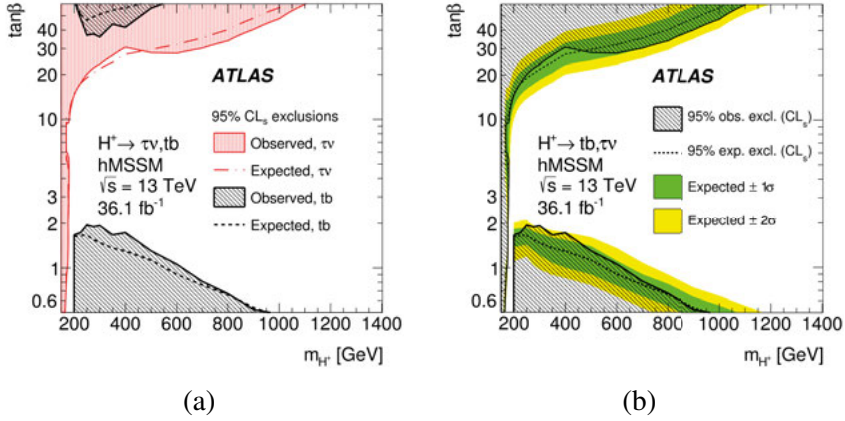 tanβ
60
40
30
20
10
3
2
1
0.6
200 400 600 800 1000 1200 1400
m_H⁺ [GeV]
ATLAS
95% CLₛ exclusions
Observed, τν
Expected, τν
Observed, tb
Expected, tb
H⁺→ τν,tb
hMSSM
√s = 13 TeV
36.1 fb⁻¹
(a)
tanβ
60
40
30
20
10
3
2
1
0.6
200 400 600 800 1000 1200 1400
m_H⁺ [GeV]
ATLAS
95% obs. excl. (CLₛ)
95% exp. excl. (CLₛ)
Expected ± 1σ
Expected ± 2σ
H⁺→ tb,τν
hMSSM
√s = 13 TeV
36.1 fb⁻¹
(b)